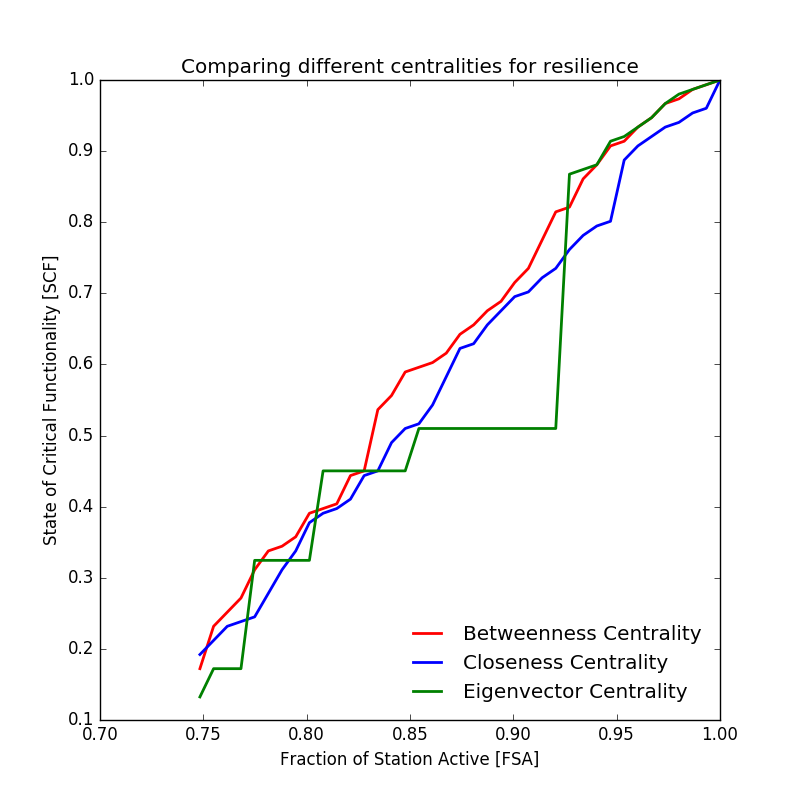 Comparing different centralities for resilience
1.0
0.9
0.8
0.7
0.6
0.5
0.4
0.3
0.2
0.1
State of Critical Functionality [SCF]
Betweenness Centrality
Closeness Centrality
Eigenvector Centrality
0.70 0.75 0.80 0.85 0.90 0.95 1.00
Fraction of Station Active [FSA]